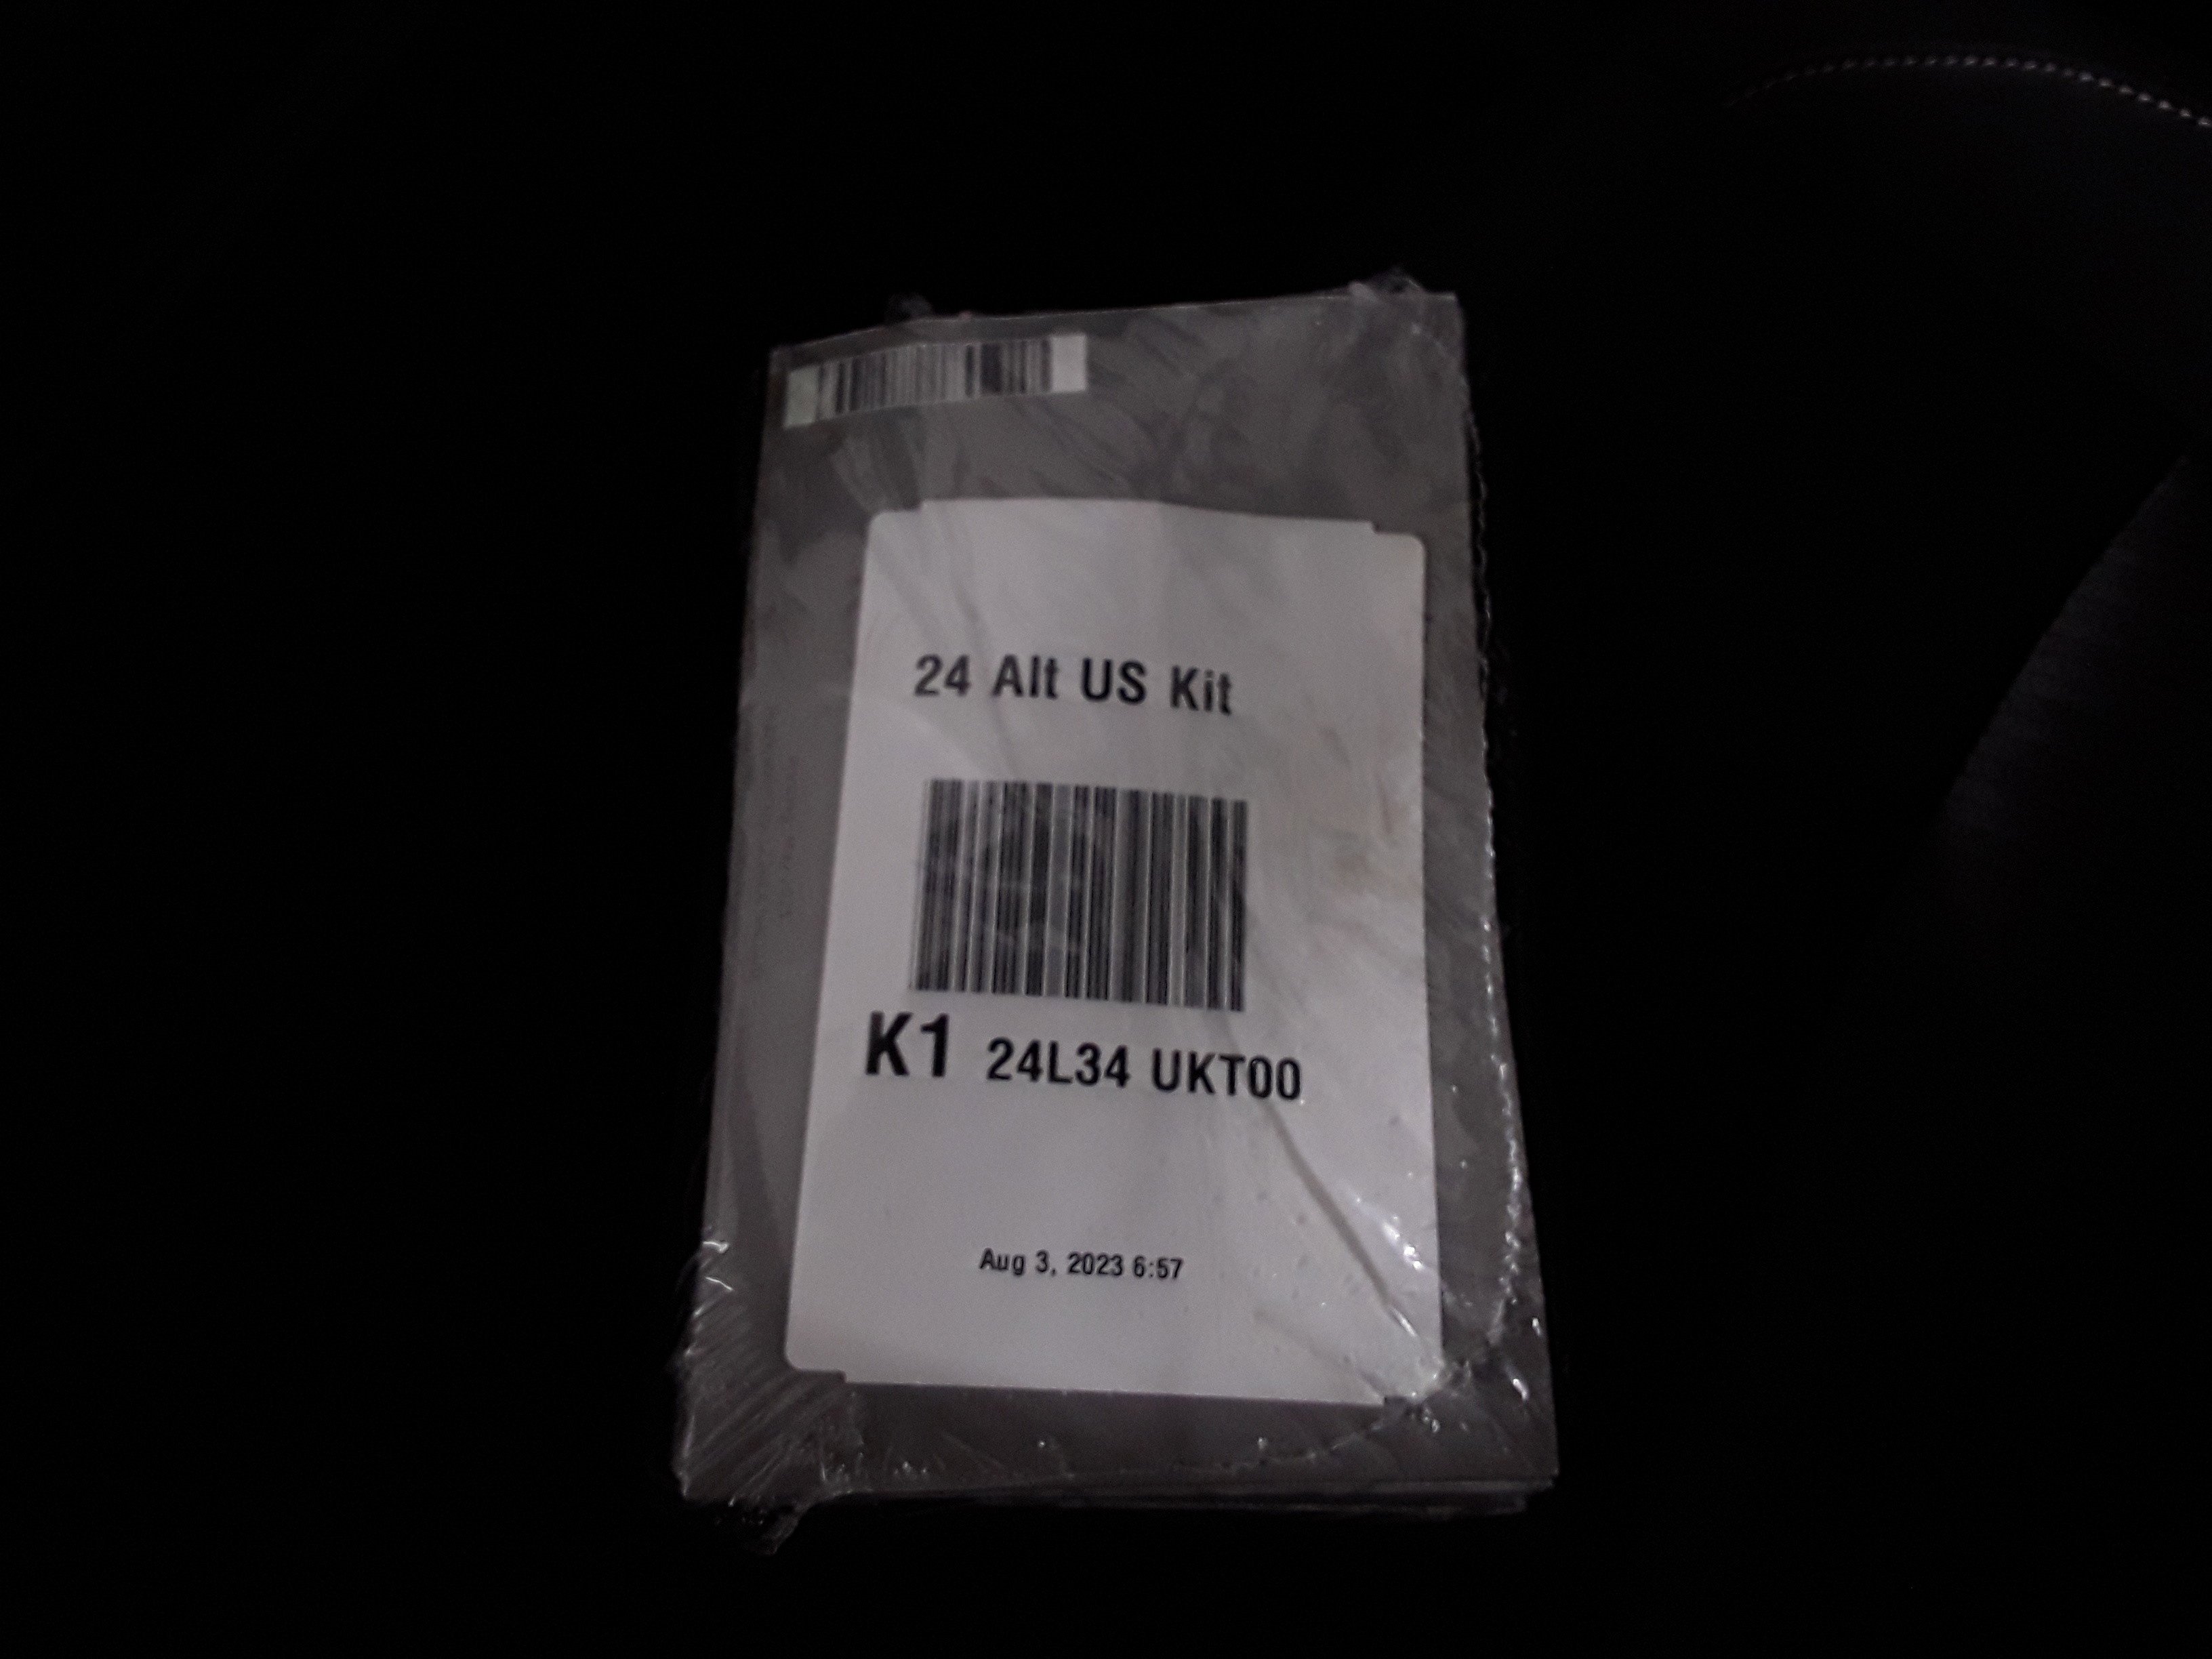 24 Alt US Kit
K1 24L34 UKT00
Aug 3, 2023 6:57